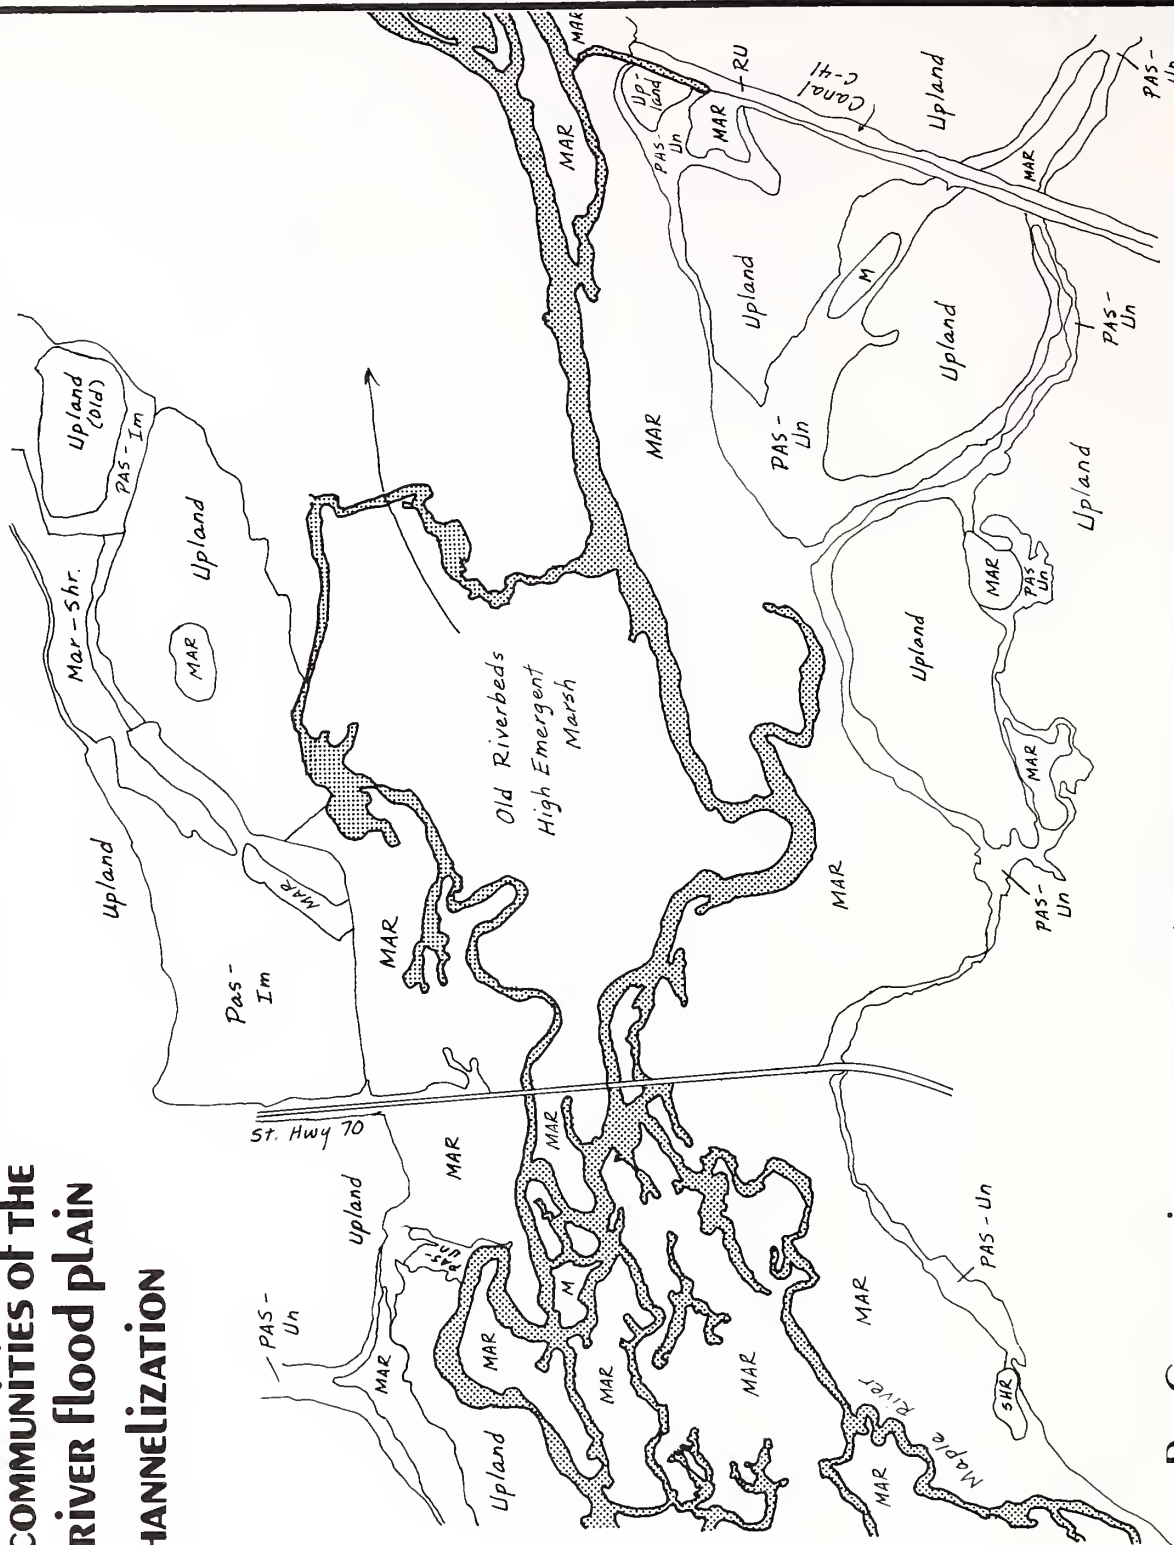 COMMUNITIES of THE
RIVER flood plAIN
HANNELIZATION
MAR
Up-
land
RU
Canal
C-41
Upland
PAS-
MAR
PAS-
Un
MAR
MAR
Upland
(Old)
PAS-Im
Upland
M
Upland
PAS-
Un
MAR
PAS-
Un
Upland
Upland
Mar-Shr.
MAR
MAR
PAS
Un
Upland
Old Riverbeds
High Emergent
Marsh
MAR
Upland
MAR
MAR
MAR
PAS-
Un
Pas-
Im
St. Hwy 70
MAR
MAR
Upland
PAS-
Un
PAS-Un
PAS-
Un
M
MAR
MAR
MAR
MAR
MAR
SHR
Upland
Maple River
MAR